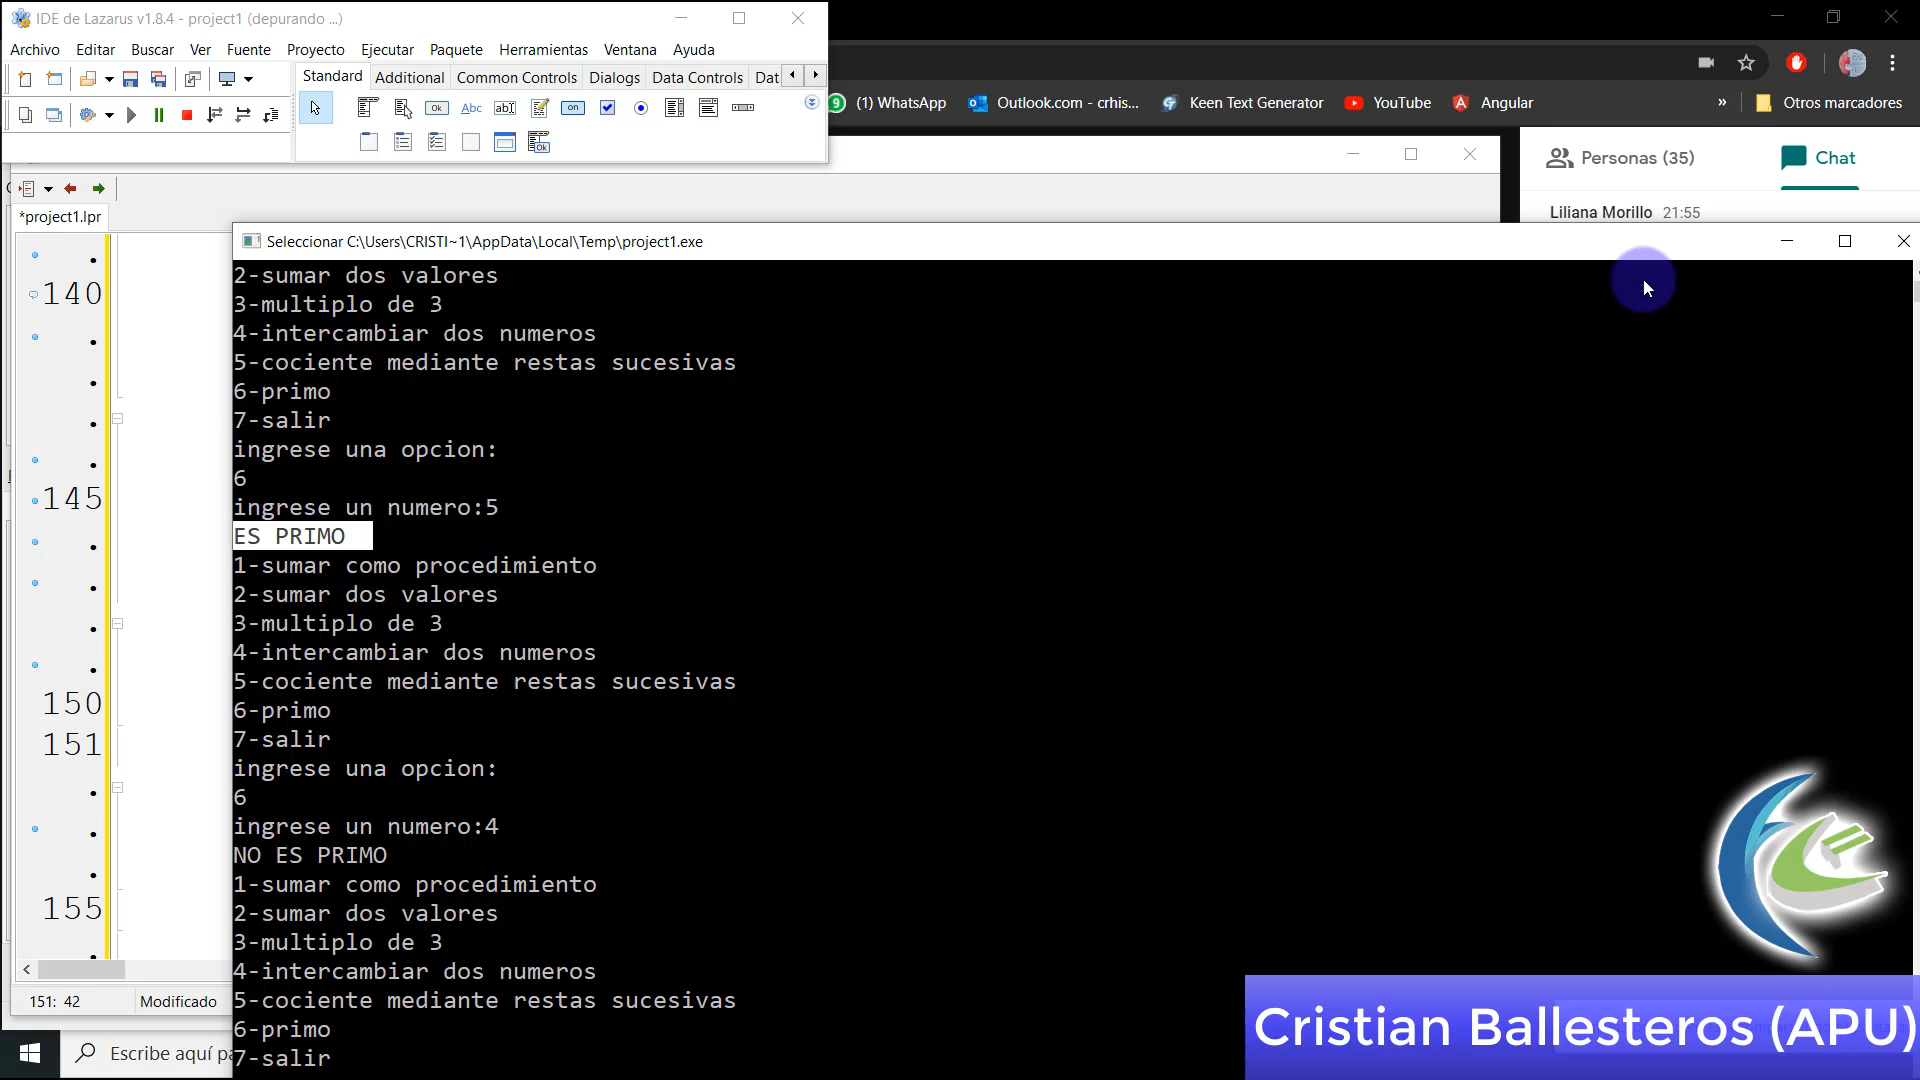 IDE de Lazarus v1.8.4 - project1 (depurando ...)
Archivo Editar Buscar Ver Fuente Proyecto Ejecutar Paquete Herramientas Ventana Ayuda
Standard Additional Common Controls Dialogs Data Controls Dat
Ok Abc ab on
Ok
(1) WhatsApp Outlook.com - crhis... Keen Text Generator YouTube Angular » Otros marcadores
Personas (35) Chat
Liliana Morillo 21:55
*project1.lpr
Seleccionar C:\Users\CRISTI~1\AppData\Local\Temp\project1.exe
140
145
150
151
155
2-sumar dos valores
3-multiplo de 3
4-intercambiar dos numeros
5-cociente mediante restas sucesivas
6-primo
7-salir
ingrese una opcion:
6
ingrese un numero:5
ES PRIMO
1-sumar como procedimiento
2-sumar dos valores
3-multiplo de 3
4-intercambiar dos numeros
5-cociente mediante restas sucesivas
6-primo
7-salir
ingrese una opcion:
6
ingrese un numero:4
NO ES PRIMO
1-sumar como procedimiento
2-sumar dos valores
3-multiplo de 3
4-intercambiar dos numeros
5-cociente mediante restas sucesivas
6-primo
7-salir
151: 42 Modificado
Escribe aquí pa
Cristian Ballesteros (APU)